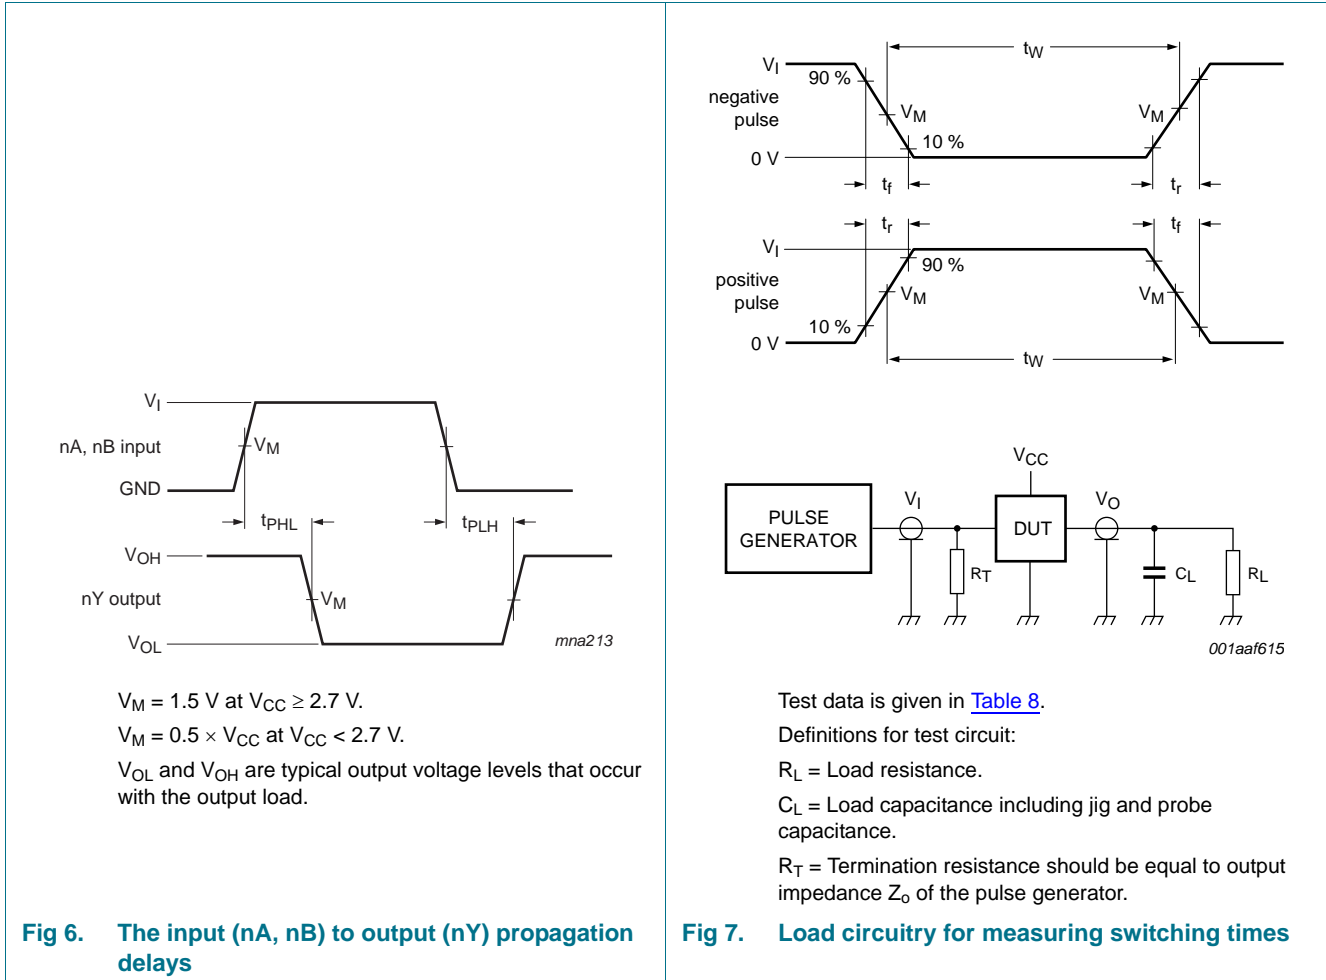 VI
nA, nB input
VM
GND
tPHL
tPLH
VOH
nY output
VM
VOL
mna213
VM = 1.5 V at VCC ≥ 2.7 V.
VM = 0.5 × VCC at VCC < 2.7 V.
VOL and VOH are typical output voltage levels that occur
with the output load.
Fig 6. The input (nA, nB) to output (nY) propagation
delays
tW
VI
90 %
negative
pulse
VM
VM
10 %
0 V
tf
tr
tr
tf
VI
90 %
positive
pulse
VM
VM
10 %
0 V
tW
VCC
VI
VO
PULSE
GENERATOR
DUT
RT
CL
RL
001aaf615
Test data is given in Table 8.
Definitions for test circuit:
RL = Load resistance.
CL = Load capacitance including jig and probe
capacitance.
RT = Termination resistance should be equal to output
impedance Zo of the pulse generator.
Fig 7. Load circuitry for measuring switching times